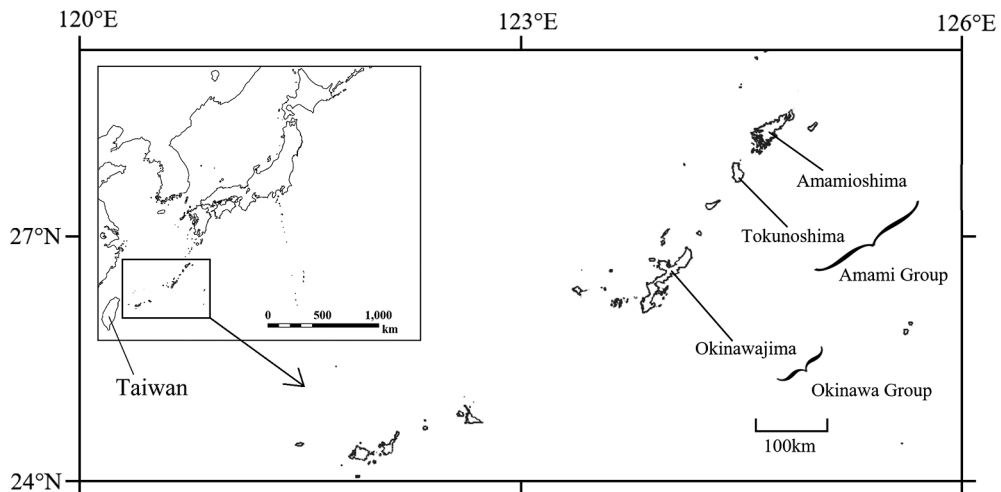 120°E
123°E
126°E
27°N
24°N
0 500 1,000
km
Taiwan
Amamioshima
Tokunoshima
Amami Group
Okinawajima
Okinawa Group
100km